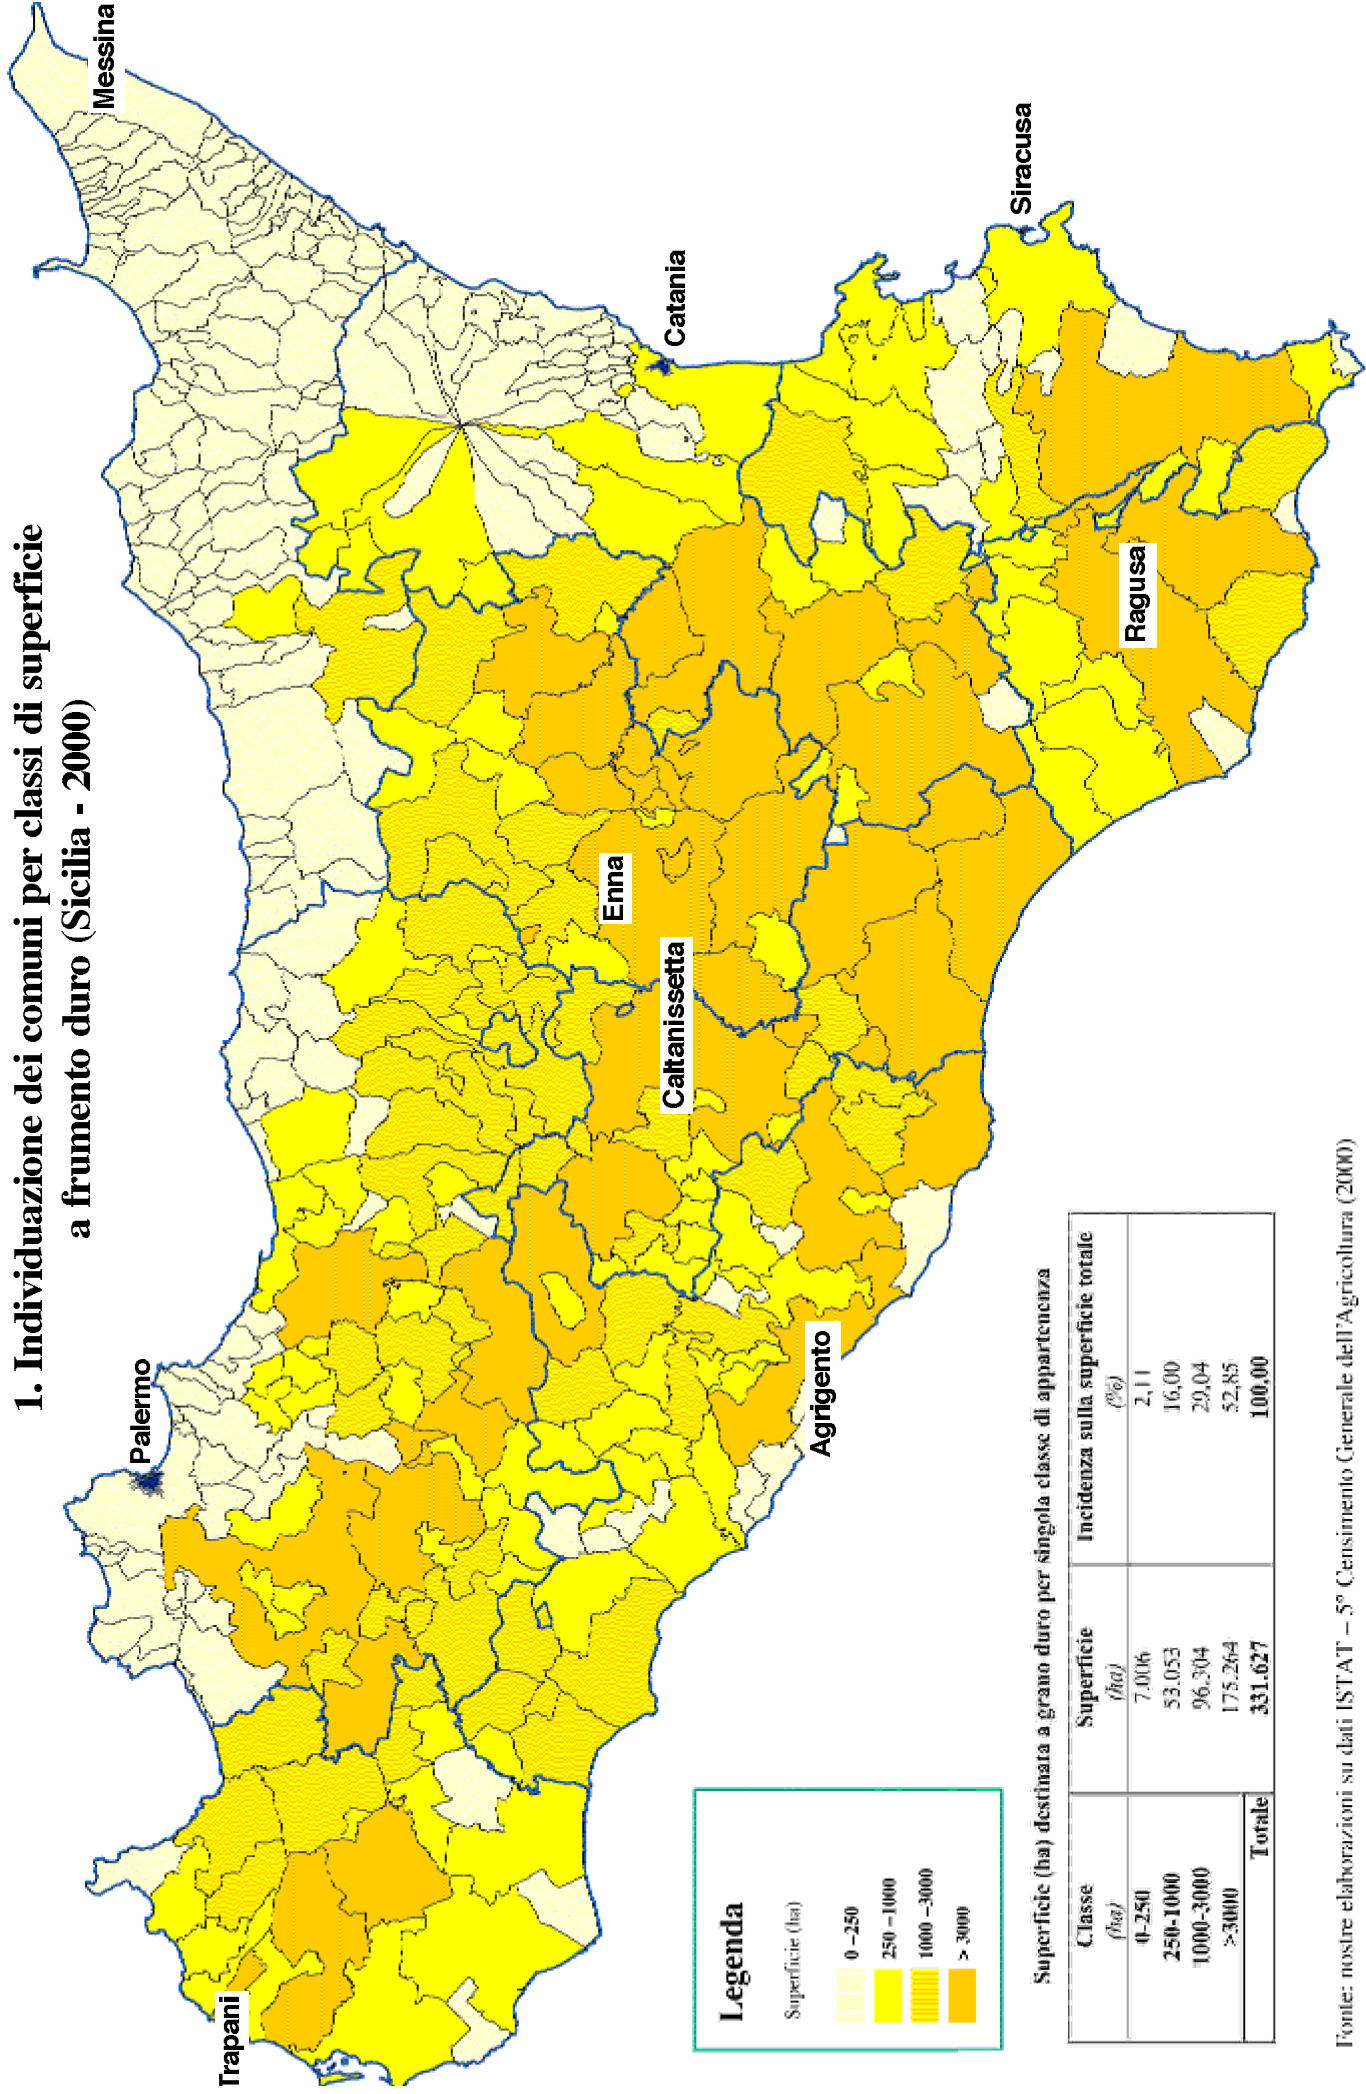 1. Individuazione dei comuni per classi di superficie
a frumento duro (Sicilia - 2000)
Messina
Palermo
Trapani
Catania
Enna
Caltanissetta
Siracusa
Ragusa
Agrigento
Legenda
Superficie (ha)
0 –250
250 –1000
1000 –3000
> 3000
Superficie (ha) destinata a grano duro per singola classe di appartenenza
Classe Superficie Incidenza sulla superficie totale
(ha) (ha) (%)
0-250 7.006 2,11
250-1000 53.053 16,00
1000-3000 96.304 29,04
>3000 175.264 52,85
Totale 331.627 100,00
Fonte: nostre elaborazioni su dati ISTAT – 5° Censimento Generale dell'Agricoltura (2000)